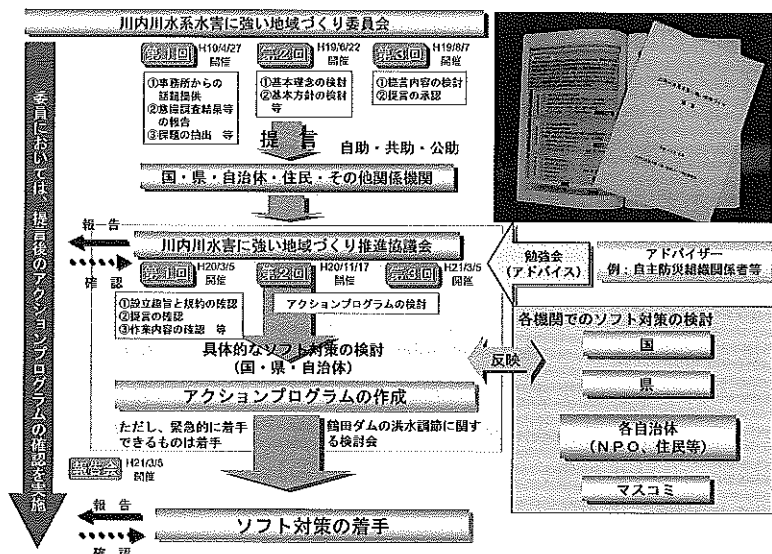 川内川水系水害に強い地域づくり委員会
第1回
H19/4/27
開催
①事務所からの
話題提供
②意識調査結果等
の報告
③課題の抽出 等
第2回
H19/6/22
開催
①基本理念の検討
②基本方針の検討
等
第3回
H19/8/7
開催
①提言内容の検討
②提言の承認
提言
自助・共助・公助
国・県・自治体・住民・その他関係機関
委員においては、提言後のアクションプログラムの確認を実施
報告
確認
川内川水害に強い地域づくり推進協議会
第1回
H20/3/5
開催
①設立趣旨と規約の確認
②提言の確認
③作業内容の確認 等
第2回
H20/11/17
開催
第3回
H21/3/5
開催
アクションプログラムの検討
勉強会
(アドバイス)
アドバイザー
例:自主防災組織関係者等
具体的なソフト対策の検討
(国・県・自治体)
反映
各機関でのソフト対策の検討
国
県
各自治体
(NPO、住民等)
マスコミ
アクションプログラムの作成
ただし、緊急的に着手
できるものは着手
鶴田ダムの洪水調節に関す
る検討会
報告会
H21/3/5
開催
報告
確認
ソフト対策の着手